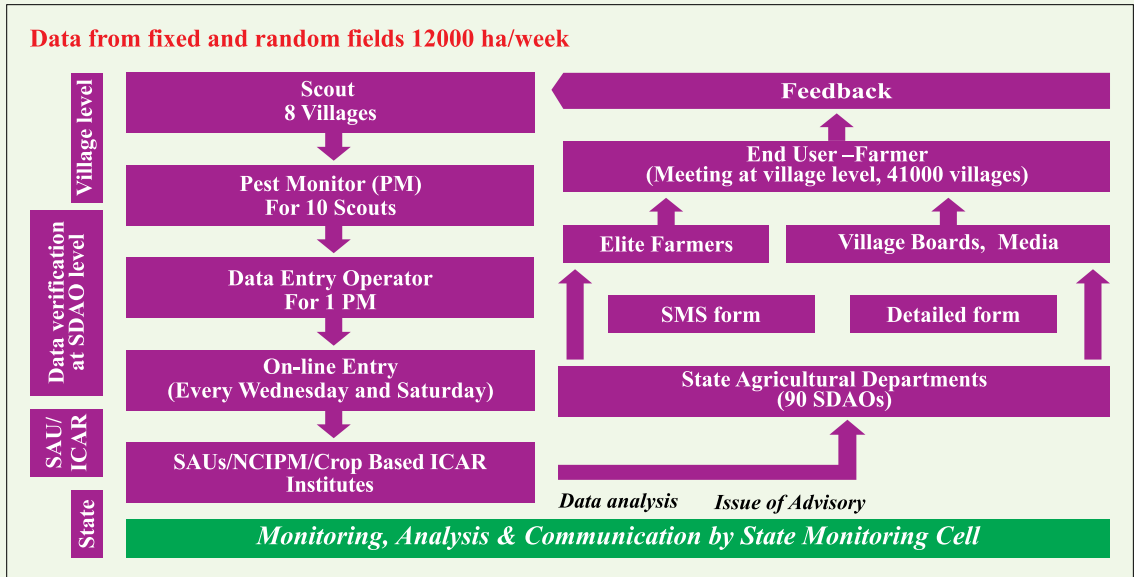 Data from fixed and random fields 12000 ha/week
Village level
Data verification
at SDAO level
SAU/
ICAR
State
Scout
8 Villages
Pest Monitor (PM)
For 10 Scouts
Data Entry Operator
For 1 PM
On-line Entry
(Every Wednesday and Saturday)
SAUs/NCIPM/Crop Based ICAR
Institutes
Feedback
End User –Farmer
(Meeting at village level, 41000 villages)
Elite Farmers
Village Boards, Media
SMS form
Detailed form
State Agricultural Departments
(90 SDAOs)
Data analysis
Issue of Advisory
Monitoring, Analysis & Communication by State Monitoring Cell